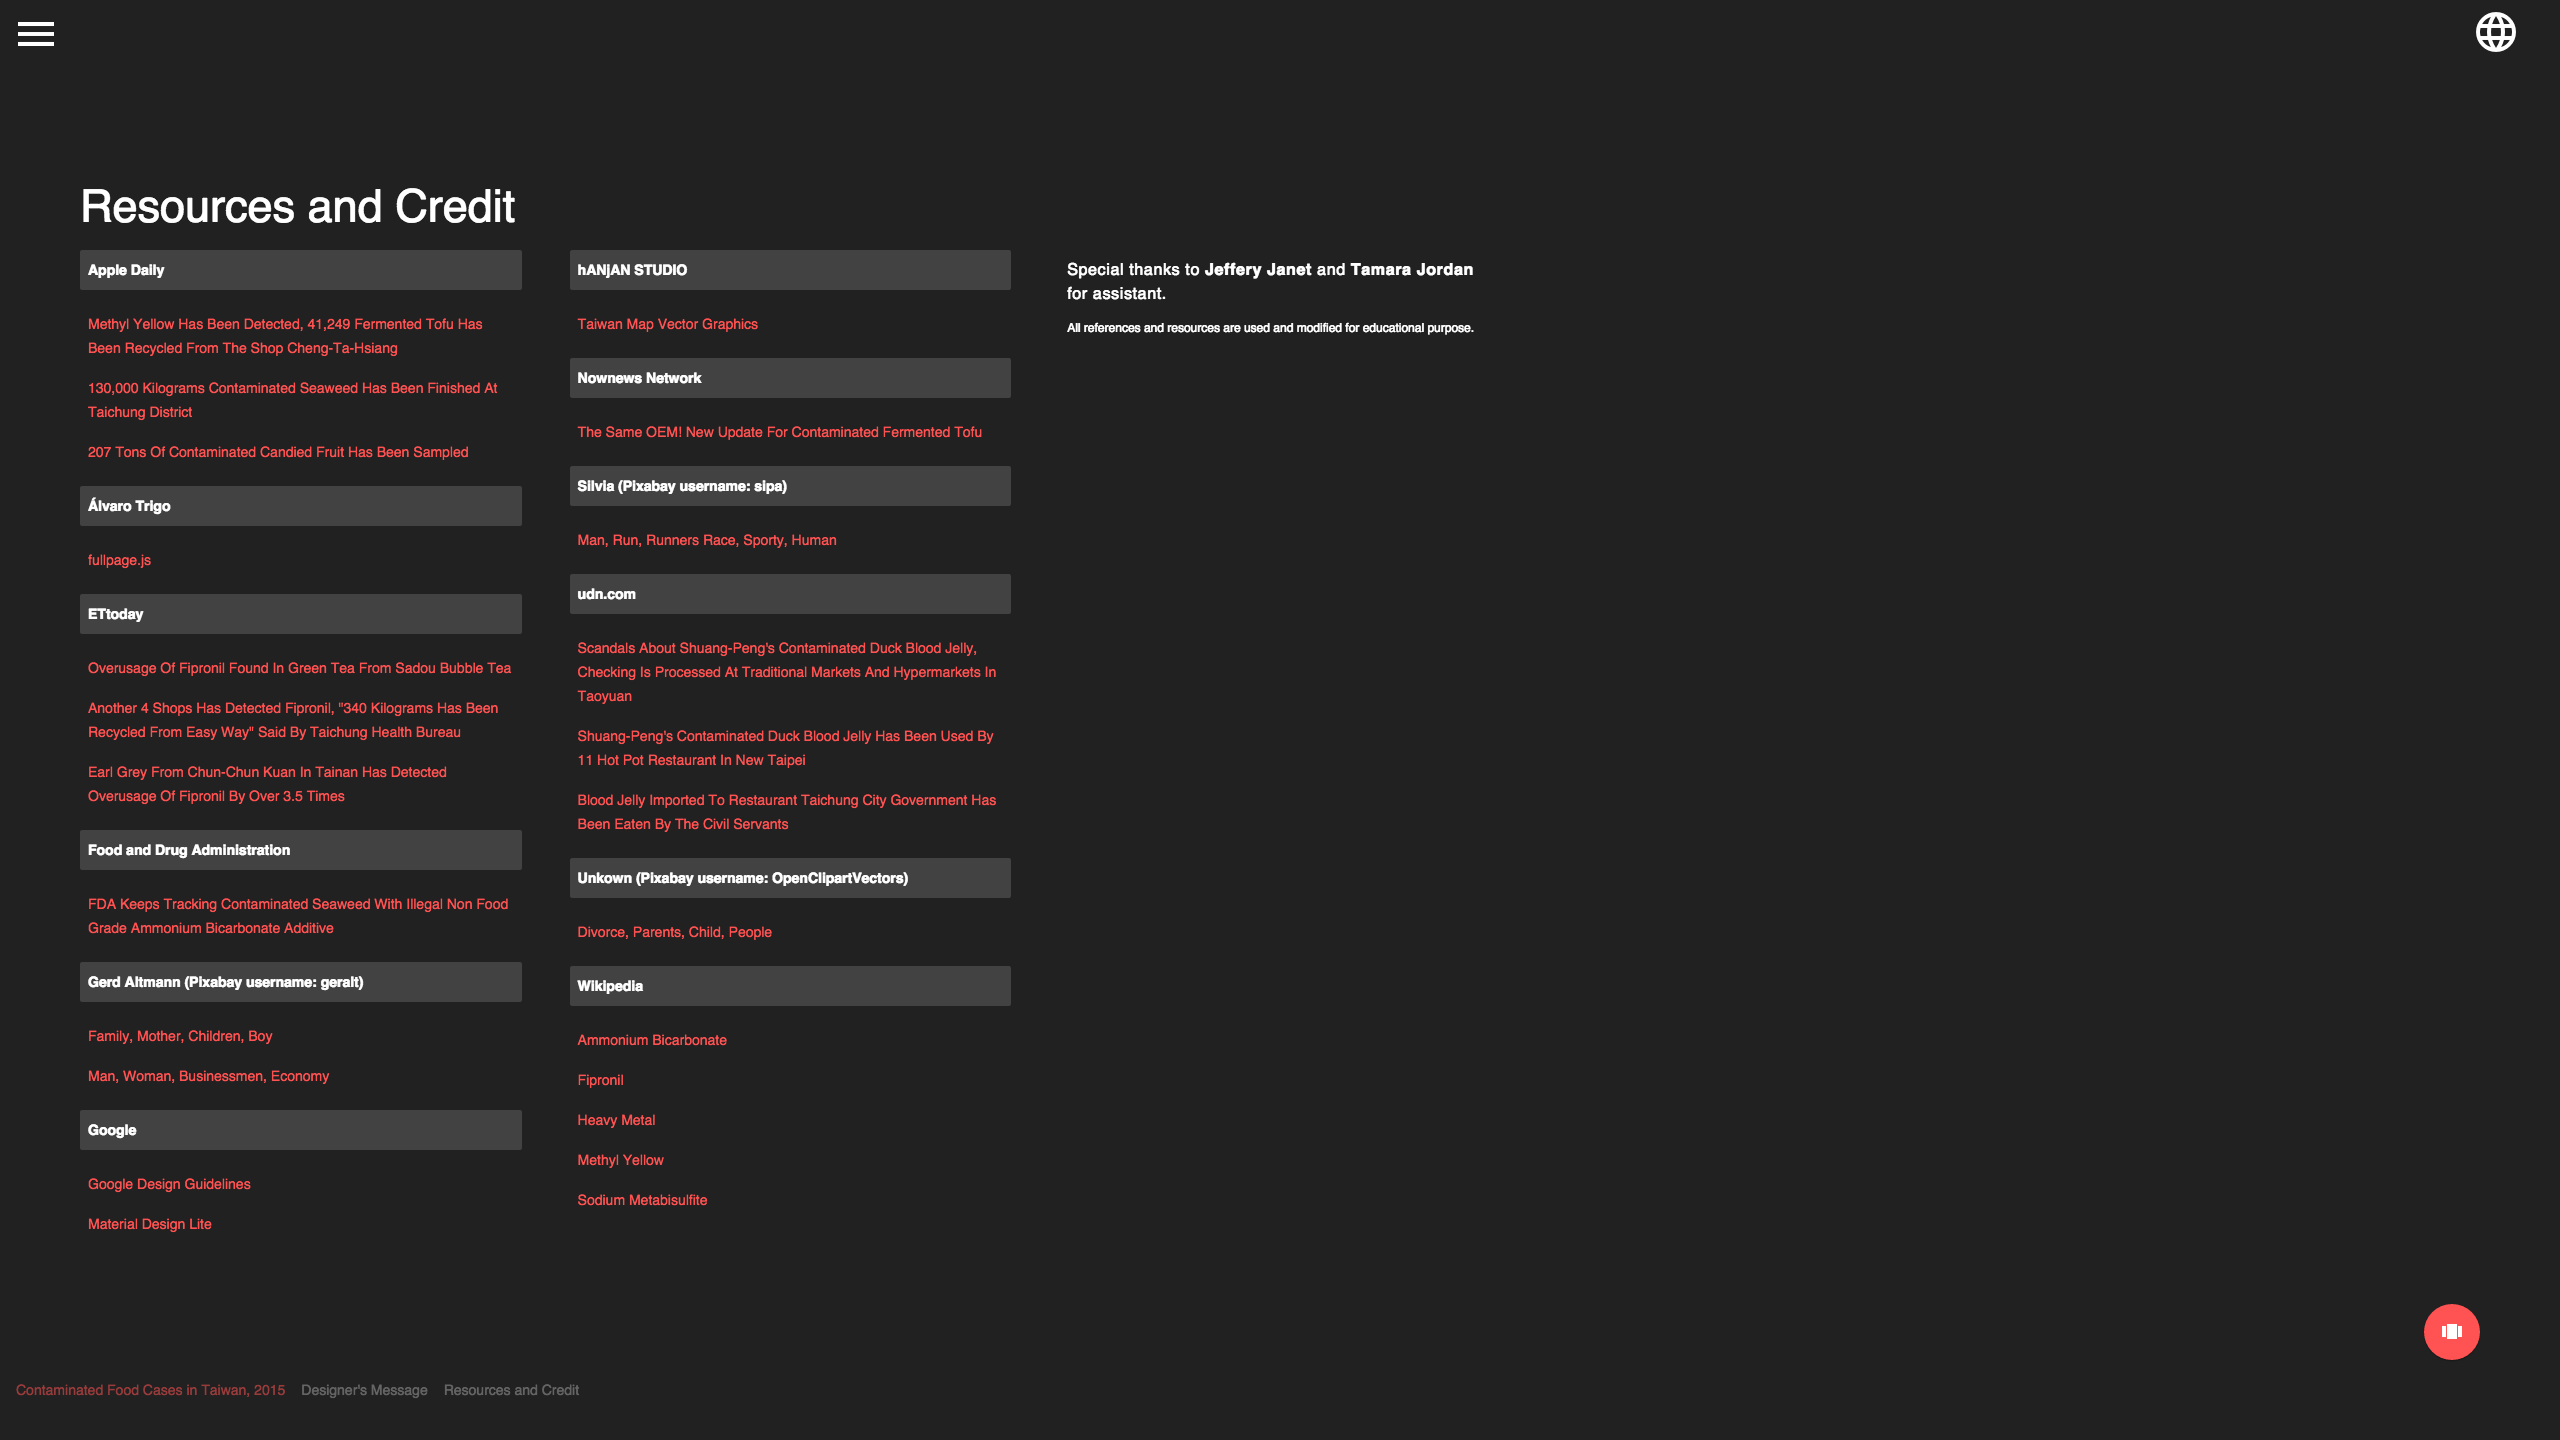 Resources and Credit
Apple Daily
Methyl Yellow Has Been Detected, 41,249 Fermented Tofu Has
Been Recycled From The Shop Cheng-Ta-Hsiang
130,000 Kilograms Contaminated Seaweed Has Been Finished At
Taichung District
207 Tons Of Contaminated Candied Fruit Has Been Sampled
Álvaro Trigo
fullpage.js
ETtoday
Overusage Of Fipronil Found In Green Tea From Sadou Bubble Tea
Another 4 Shops Has Detected Fipronil, "340 Kilograms Has Been
Recycled From Easy Way" Said By Taichung Health Bureau
Earl Grey From Chun-Chun Kuan In Tainan Has Detected
Overusage Of Fipronil By Over 3.5 Times
Food and Drug Administration
FDA Keeps Tracking Contaminated Seaweed With Illegal Non Food
Grade Ammonium Bicarbonate Additive
Gerd Altmann (Pixabay username: geralt)
Family, Mother, Children, Boy
Man, Woman, Businessmen, Economy
Google
Google Design Guidelines
Material Design Lite
hANjAN STUDIO
Taiwan Map Vector Graphics
Nownews Network
The Same OEM! New Update For Contaminated Fermented Tofu
Silvia (Pixabay username: sipa)
Man, Run, Runners Race, Sporty, Human
udn.com
Scandals About Shuang-Peng's Contaminated Duck Blood Jelly,
Checking Is Processed At Traditional Markets And Hypermarkets In
Taoyuan
Shuang-Peng's Contaminated Duck Blood Jelly Has Been Used By
11 Hot Pot Restaurant In New Taipei
Blood Jelly Imported To Restaurant Taichung City Government Has
Been Eaten By The Civil Servants
Unkown (Pixabay username: OpenClipartVectors)
Divorce, Parents, Child, People
Wikipedia
Ammonium Bicarbonate
Fipronil
Heavy Metal
Methyl Yellow
Sodium Metabisulfite
Special thanks to Jeffery Janet and Tamara Jordan
for assistant.
All references and resources are used and modified for educational purpose.
Contaminated Food Cases in Taiwan, 2015 Designer's Message Resources and Credit